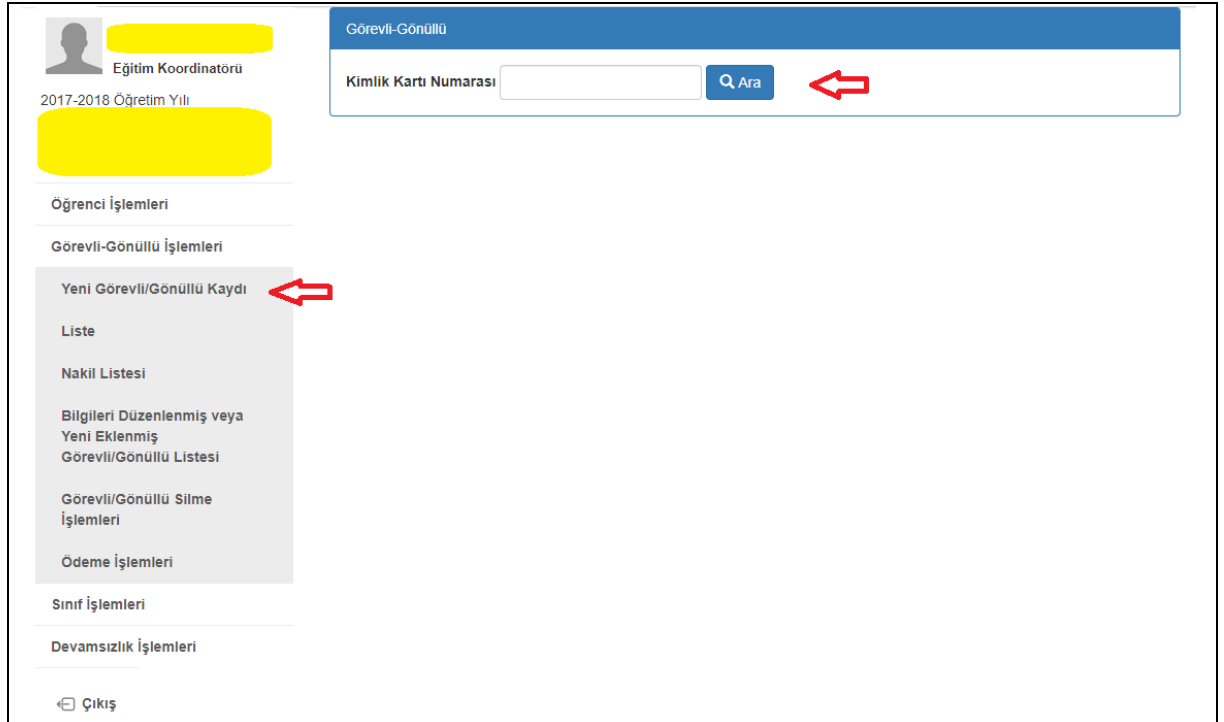 Eğitim Koordinatörü
2017-2018 Öğretim Yılı
Öğrenci İşlemleri
Görevli-Gönüllü İşlemleri
Yeni Görevli/Gönüllü Kaydı
Liste
Nakil Listesi
Bilgileri Düzenlenmiş veya
Yeni Eklenmiş
Görevli/Gönüllü Listesi
Görevli/Gönüllü Silme
İşlemleri
Ödeme İşlemleri
Sınıf İşlemleri
Devamsızlık İşlemleri
Çıkış
Görevli-Gönüllü
Kimlik Kartı Numarası Ara